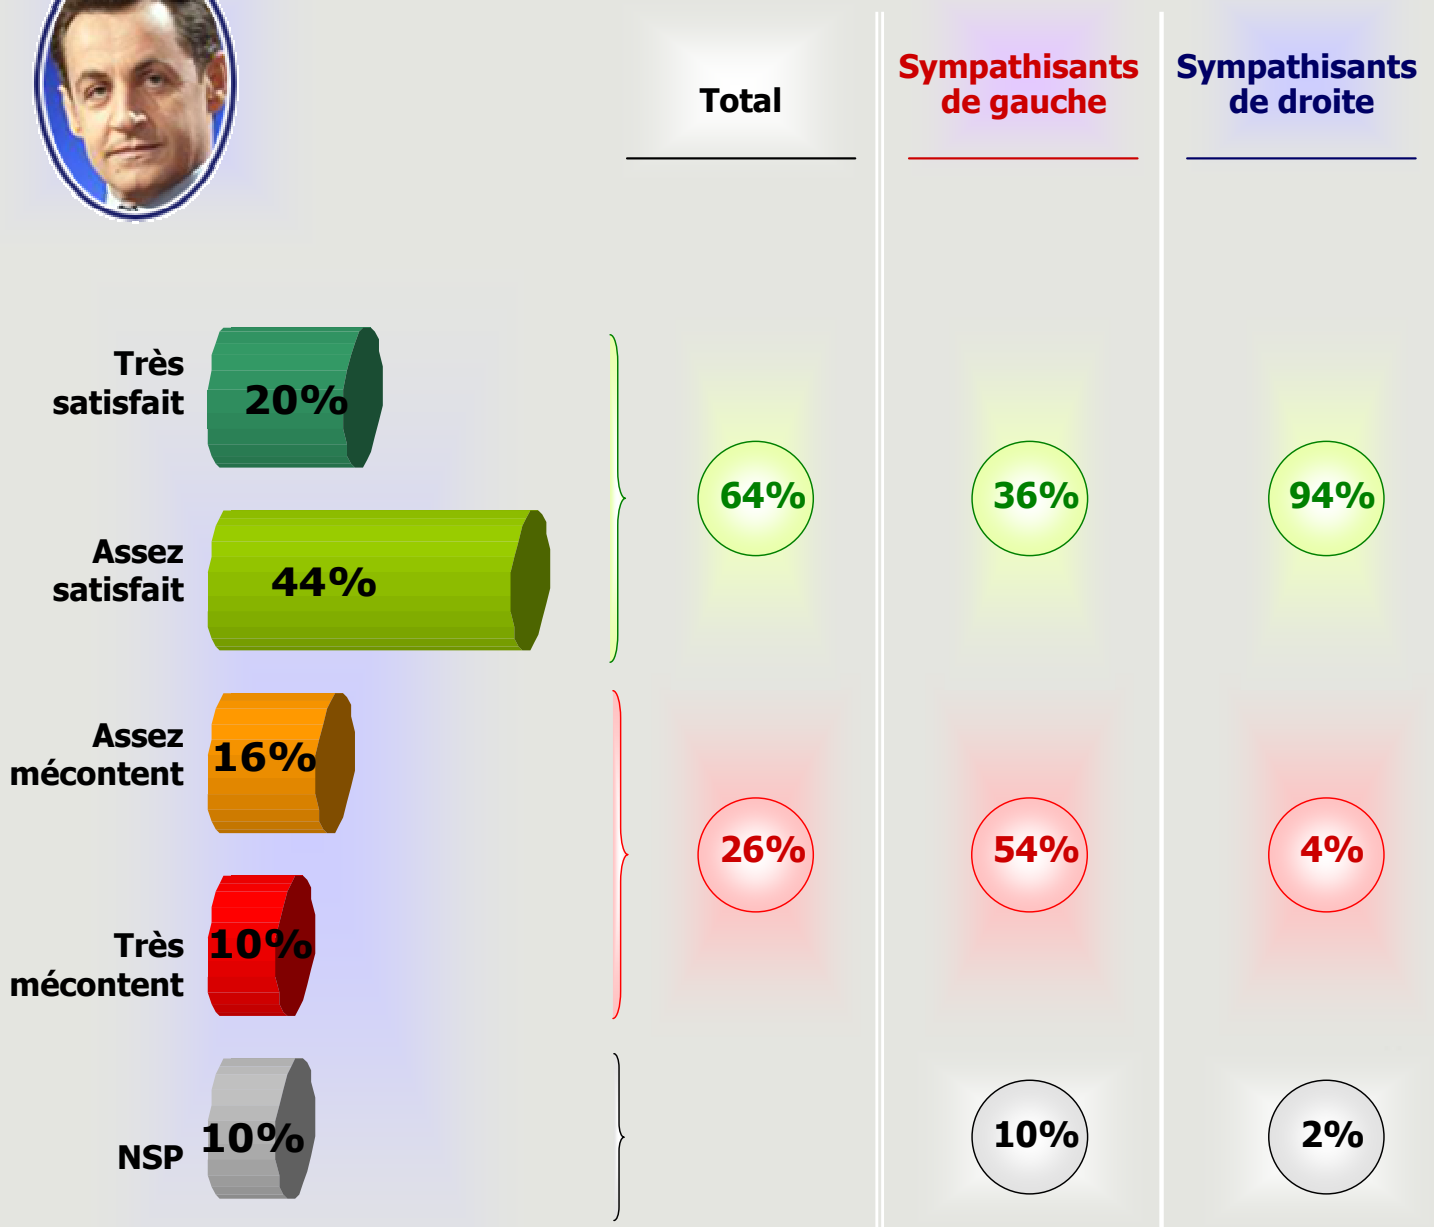 Total
Sympathisants
de gauche
Sympathisants
de droite
Très
satisfait
20%
Assez
satisfait
44%
64%
36%
94%
Assez
mécontent
16%
Très
mécontent
10%
26%
54%
4%
NSP
10%
10%
2%